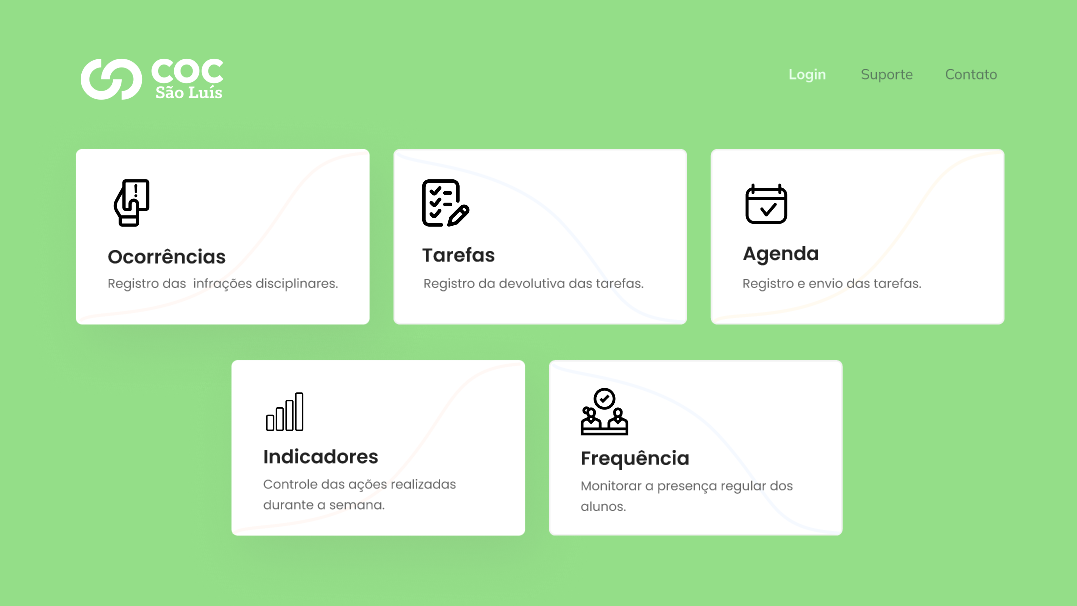 COC
São Luís
Login Suporte Contato
Ocorrências
Registro das  infrações disciplinares.
Tarefas
Registro da devolutiva das tarefas.
Agenda
Registro e envio das tarefas.
Indicadores
Controle das ações realizadas
durante a semana.
Frequência
Monitorar a presença regular dos
alunos.